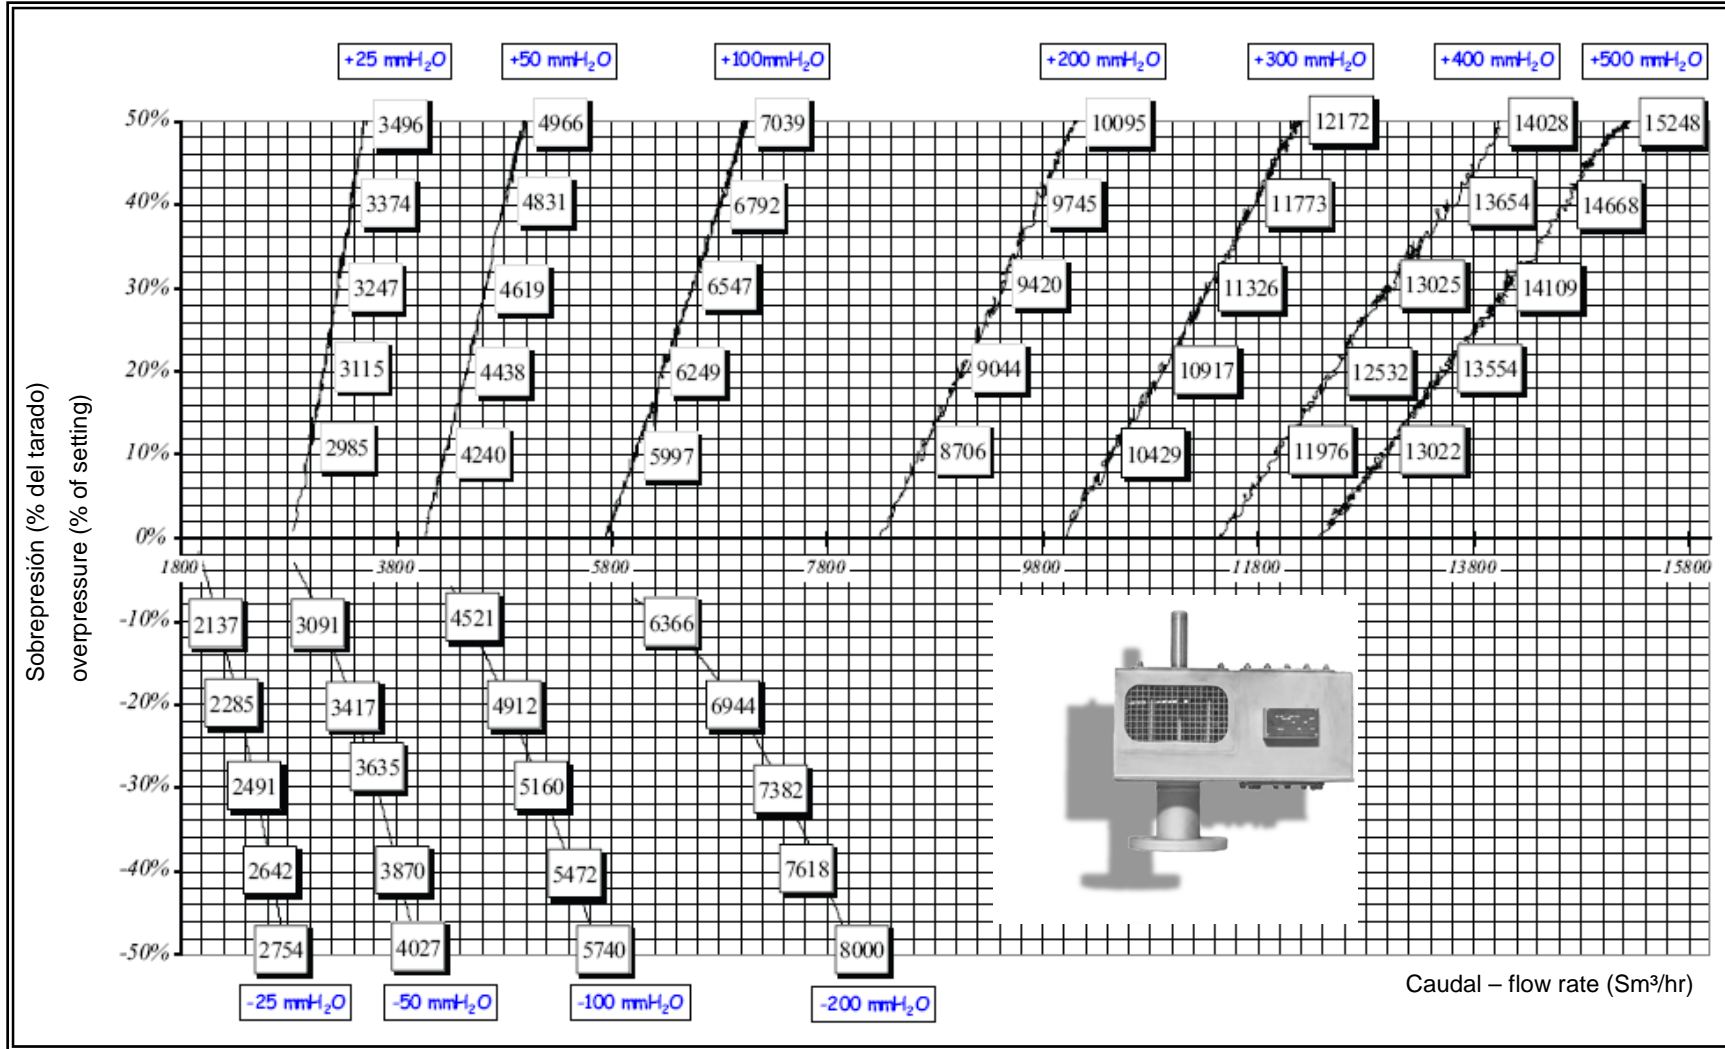 +25 mmH₂O +50 mmH₂O +100mmH₂O +200 mmH₂O +300 mmH₂O +400 mmH₂O +500 mmH₂O
50% 3496 4966 7039 10095 12172 14028 15248
40% 3374 4831 6792 9745 11773 13654 14668
30% 3247 4619 6547 9420 11326 13025 14109
20% 3115 4438 6249 9044 10917 12532 13554
10% 2985 4240 5997 8706 10429 11976 13022
0%
1800 3800 5800 7800 9800 11800 13800 15800
-10% 2137 3091 4521 6366
-20% 2285 3417 4912 6944
-30% 2491 3635 5160 7382
-40% 2642 3870 5472 7618
-50% 2754 4027 5740 8000
-25 mmH₂O -50 mmH₂O -100 mmH₂O -200 mmH₂O
Sobrepresión (% del tarado)
overpressure (% of setting)
Caudal – flow rate (Sm³/hr)